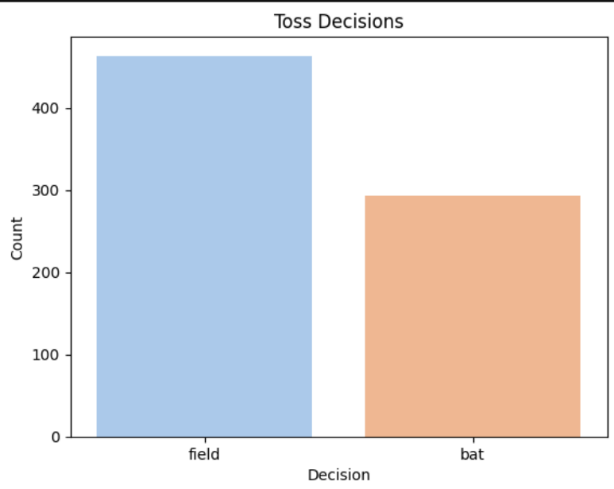 Toss Decisions
400
300
200
100
0
Count
field
bat
Decision